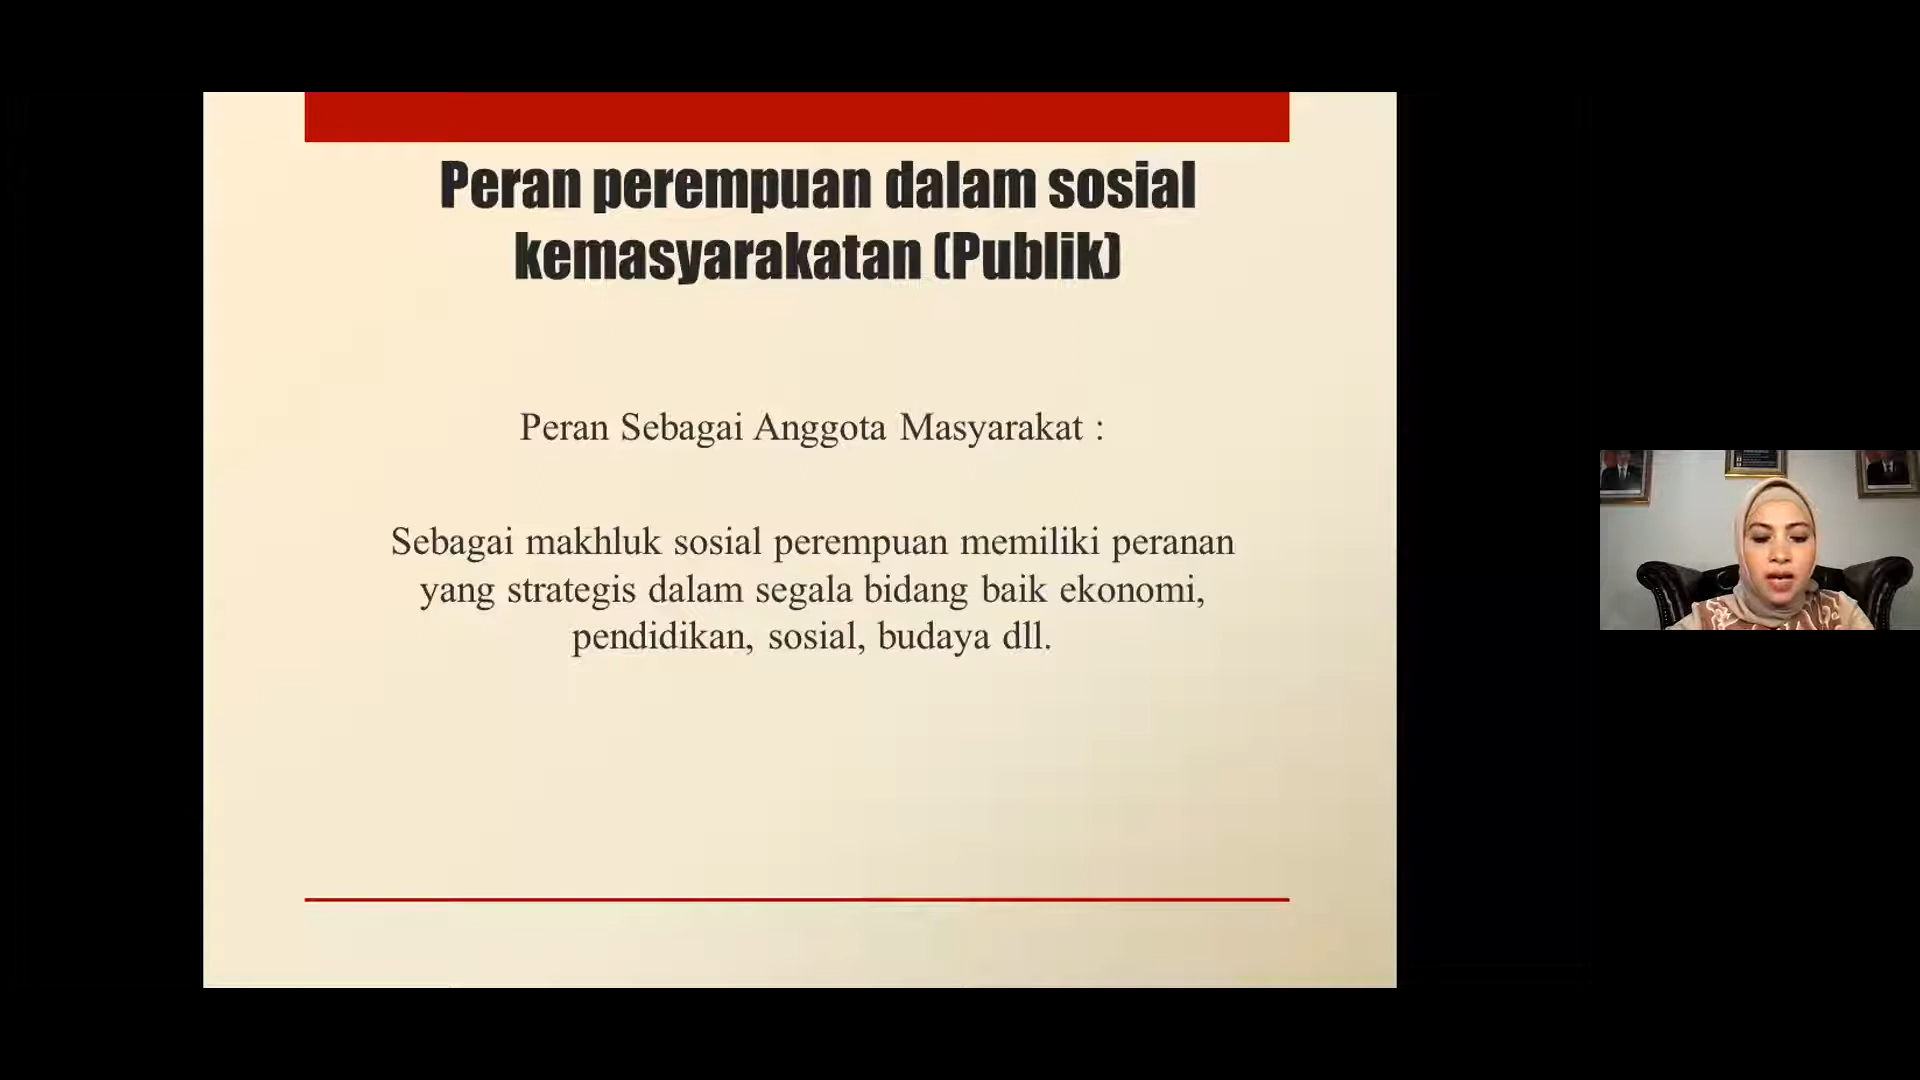 Peran perempuan dalam sosial
kemasyarakatan (Publik)
Peran Sebagai Anggota Masyarakat :
Sebagai makhluk sosial perempuan memiliki peranan
yang strategis dalam segala bidang baik ekonomi,
pendidikan, sosial, budaya dll.